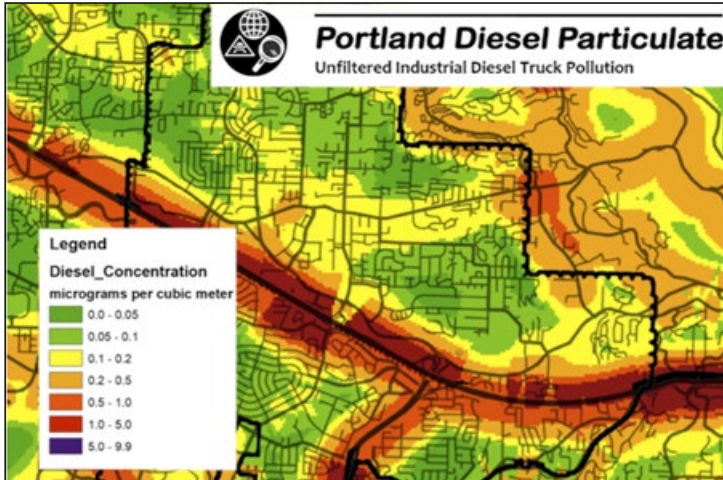 Portland Diesel Particulate
Unfiltered Industrial Diesel Truck Pollution
Legend
Diesel_Concentration
micrograms per cubic meter
0.0 - 0.05
0.05 - 0.1
0.1 - 0.2
0.2 - 0.5
0.5 - 1.0
1.0 - 5.0
5.0 - 9.9